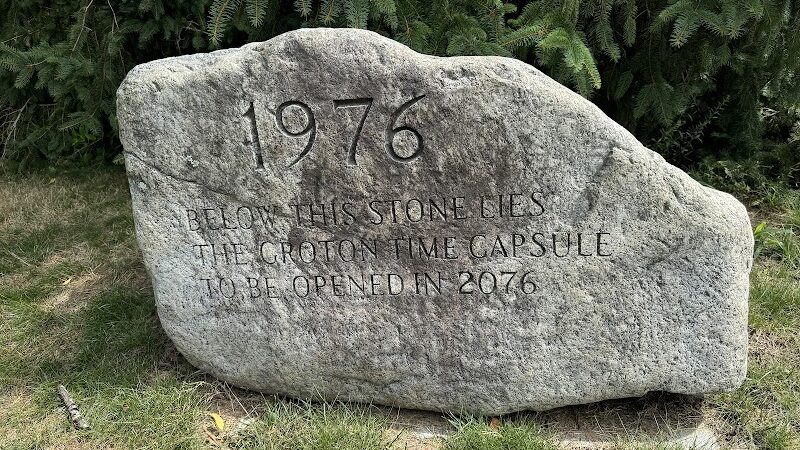 1976
BELOW THIS STONE LIES
THE GROTON TIME CAPSULE
TO BE OPENED IN 2076